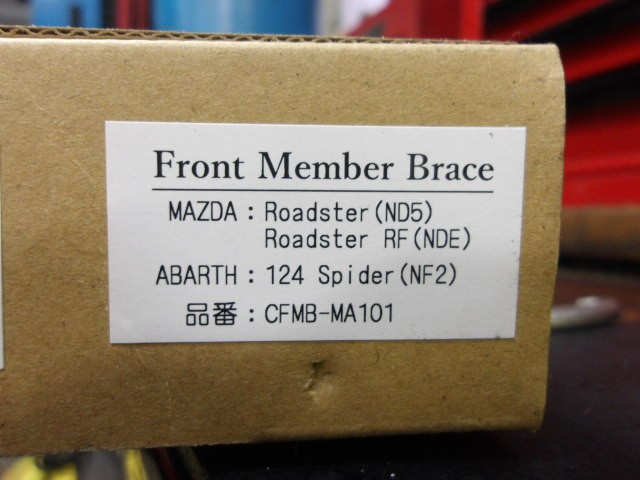 Front Member Brace
MAZDA：Roadster(ND5)
Roadster RF(NDE)
ABARTH：124 Spider(NF2)
品番：CFMB-MA101